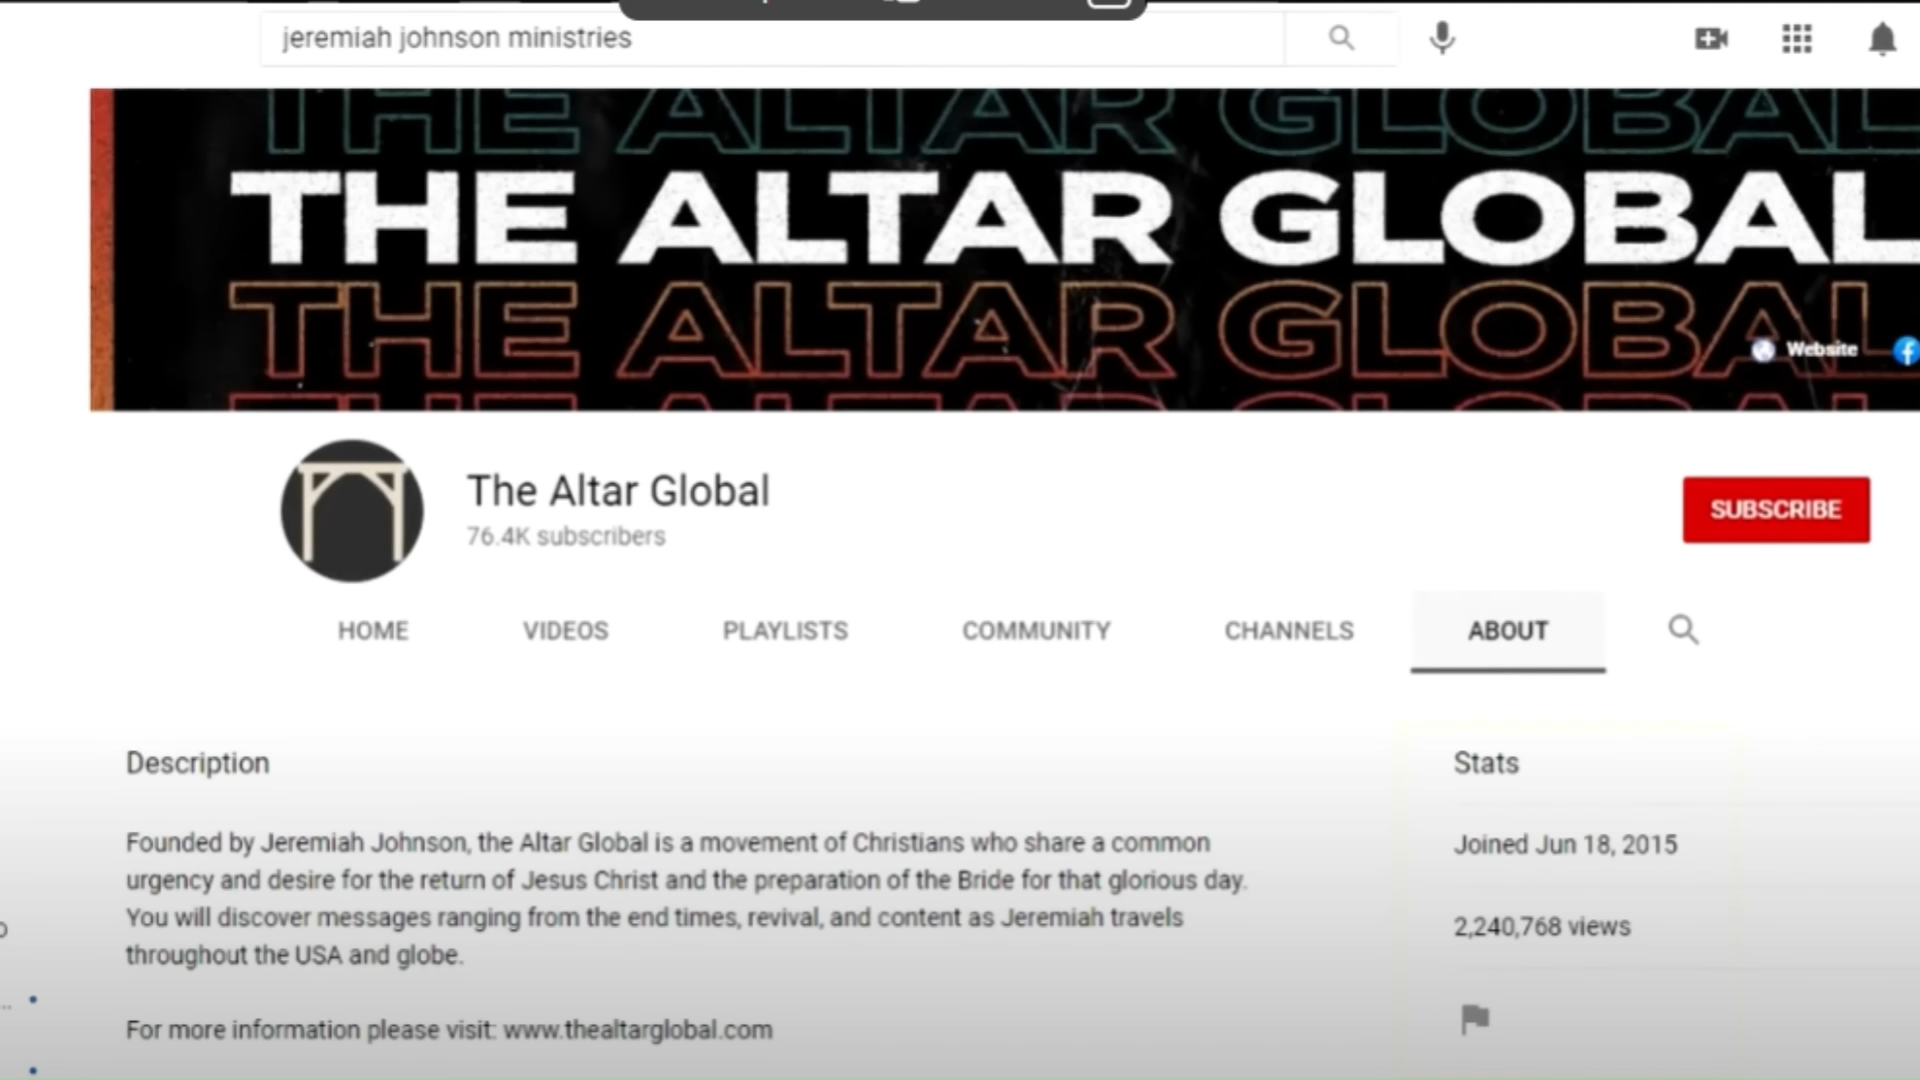 jeremiah johnson ministries
THE ALTAR GLOBAL
THE ALTAR GLOBAL
THE ALTAR GLOBAL
Website
THE ALTAR GLOBAL
The Altar Global
76.4K subscribers
SUBSCRIBE
HOME VIDEOS PLAYLISTS COMMUNITY CHANNELS ABOUT
Description
Stats
Founded by Jeremiah Johnson, the Altar Global is a movement of Christians who share a common
urgency and desire for the return of Jesus Christ and the preparation of the Bride for that glorious day.
You will discover messages ranging from the end times, revival, and content as Jeremiah travels
throughout the USA and globe.
Joined Jun 18, 2015
2,240,768 views
For more information please visit: www.thealtarglobal.com